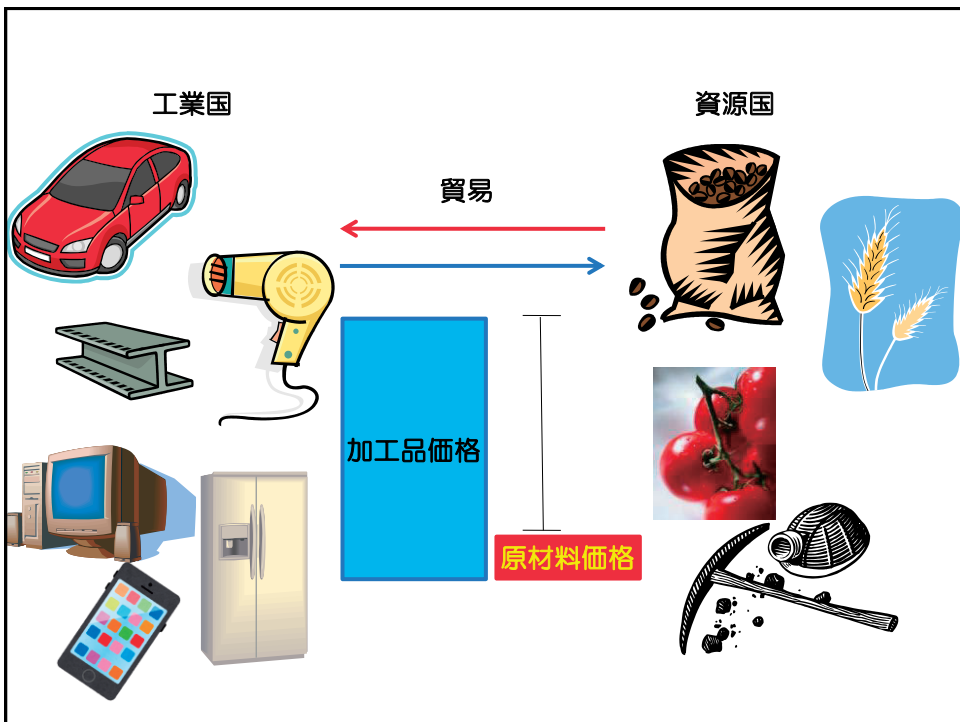 工業国
資源国
貿易
加工品価格
原材料価格